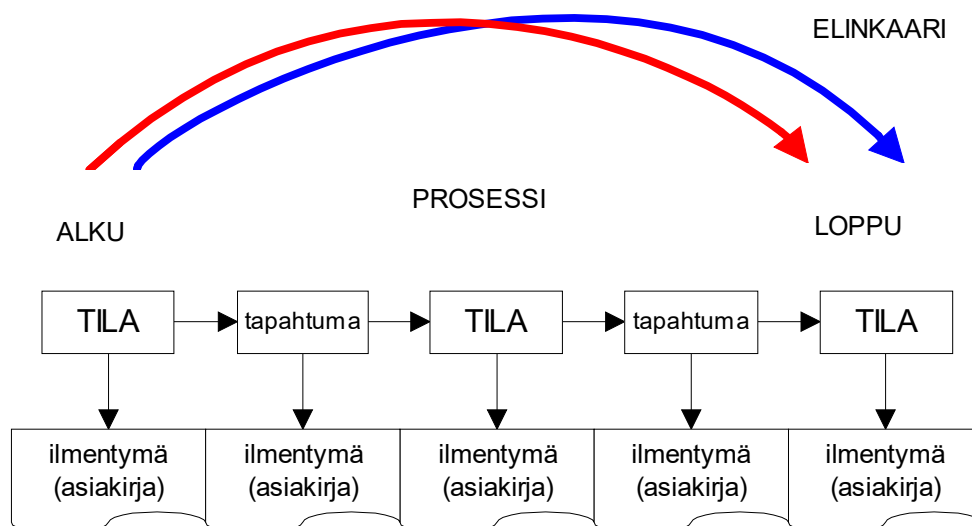 ELINKAARI
PROSESSI
ALKU
LOPPU
TILA
tapahtuma
TILA
tapahtuma
TILA
ilmentymä
(asiakirja)
ilmentymä
(asiakirja)
ilmentymä
(asiakirja)
ilmentymä
(asiakirja)
ilmentymä
(asiakirja)